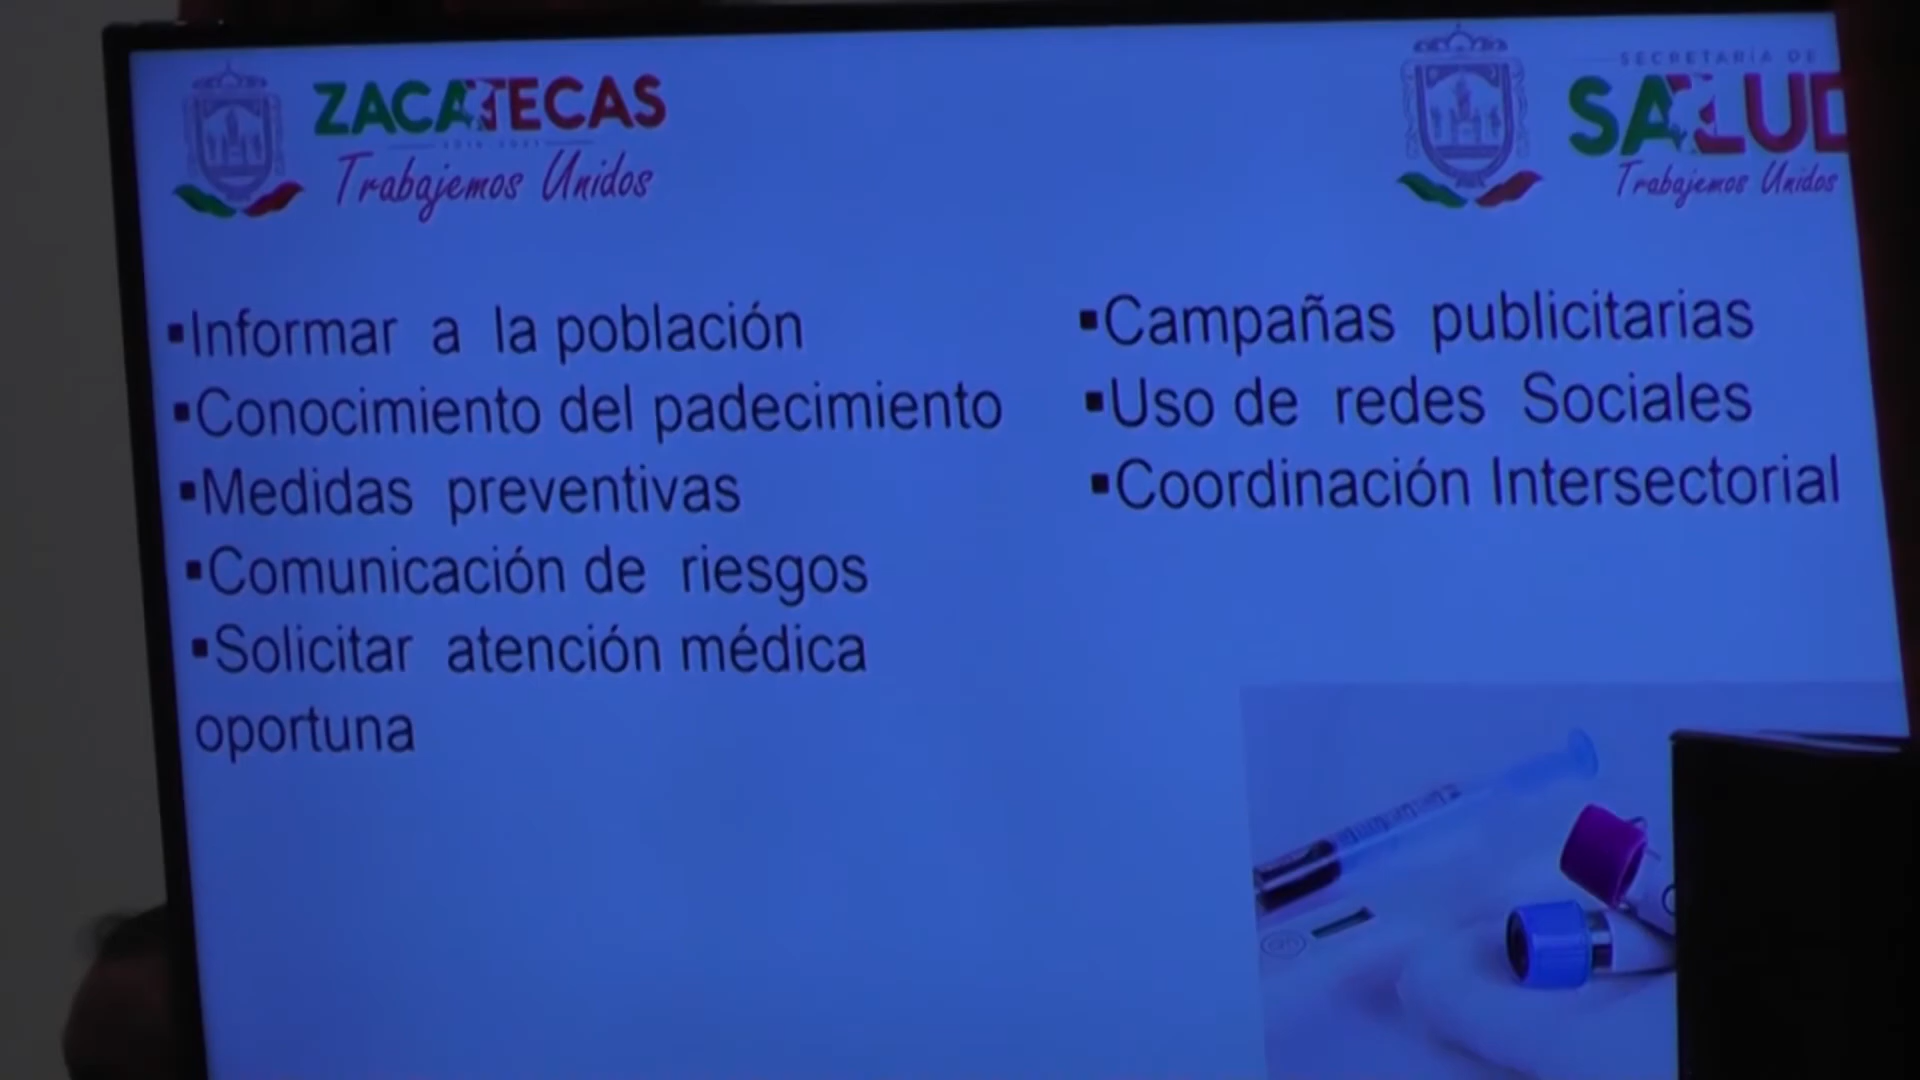 ZACATECAS
Trabajemos Unidos
SECRETARÍA DE
SALUD
Trabajemos Unidos
▪Informar a la población
▪Conocimiento del padecimiento
▪Medidas preventivas
▪Comunicación de riesgos
▪Solicitar atención médica
oportuna
▪Campañas publicitarias
▪Uso de redes Sociales
▪Coordinación Intersectorial